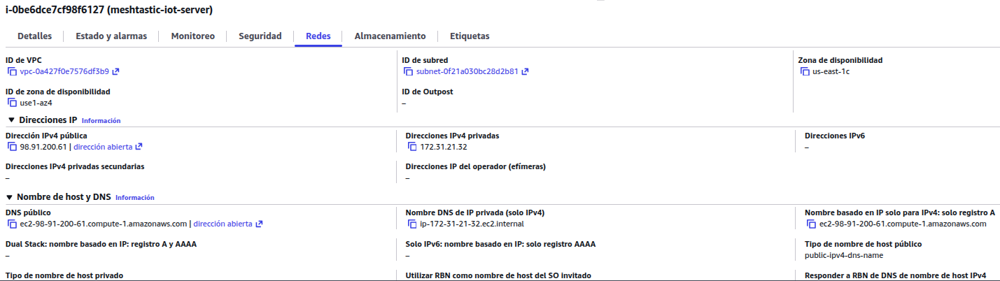 i-0be6dce7cf98f6127 (meshtastic-iot-server)
Detalles Estado y alarmas Monitoreo Seguridad Redes Almacenamiento Etiquetas
ID de VPC ID de subred Zona de disponibilidad
vpc-0a427f0e7576df3b9 subnet-0f21a030bc28d2b81 us-east-1c
ID de zona de disponibilidad ID de Outpost
use1-az4 –
Direcciones IP Información
Dirección IPv4 pública Direcciones IPv4 privadas Direcciones IPv6
98.91.200.61 | dirección abierta 172.31.21.32 –
Direcciones IPv4 privadas secundarias Direcciones IP del operador (efímeras)
– –
Nombre de host y DNS Información
DNS público Nombre DNS de IP privada (solo IPv4) Nombre basado en IP solo para IPv4: solo registro A
ec2-98-91-200-61.compute-1.amazonaws.com | dirección abierta ip-172-31-21-32.ec2.internal ec2-98-91-200-61.compute-1.amazonaws.com
Dual Stack: nombre basado en IP: registro A y AAAA Solo IPv6: nombre basado en IP: solo registro AAAA Tipo de nombre de host público
– – public-ipv4-dns-name
Tipo de nombre de host privado Utilizar RBN como nombre de host del SO invitado Responder a RBN de DNS de nombre de host IPv4